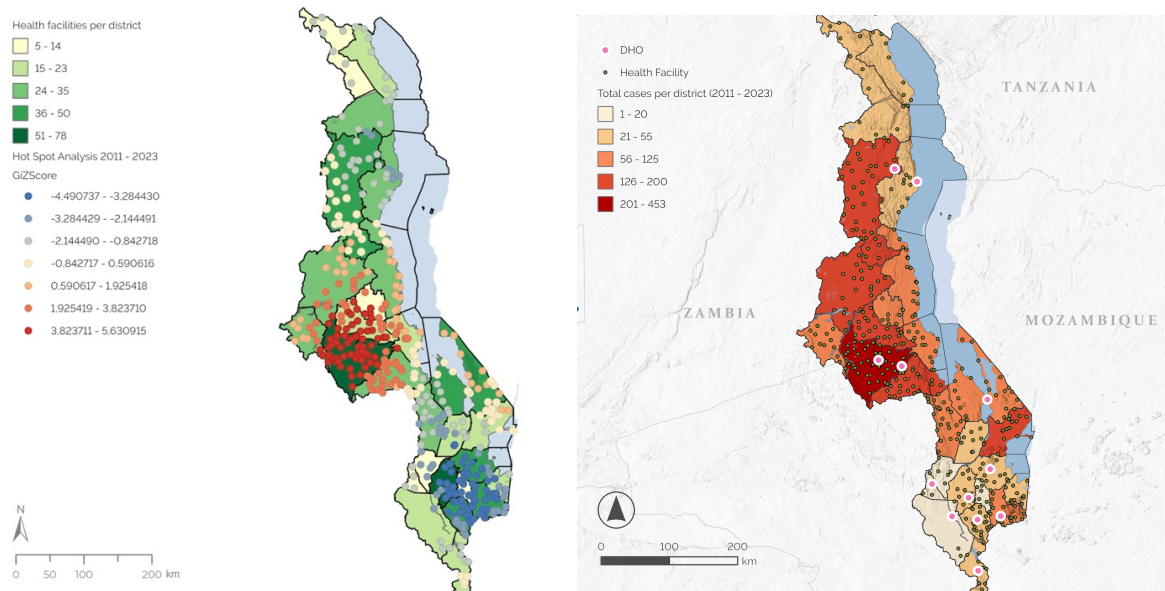 Health facilities per district
5 - 14
15 - 23
24 - 35
36 - 50
51 - 78
Hot Spot Analysis 2011 - 2023
GiZScore
-4.490737 - -3.284430
-3.284429 - -2.144491
-2.144490 - -0.842718
-0.842717 - 0.590616
0.590617 - 1.925418
1.925419 - 3.823710
3.823711 - 5.630915
N
0 50 100 200 km
DHO
Health Facility
Total cases per district (2011 - 2023)
1 - 20
21 - 55
56 - 125
126 - 200
201 - 453
TANZANIA
ZAMBIA
MOZAMBIQUE
0 100 200
km